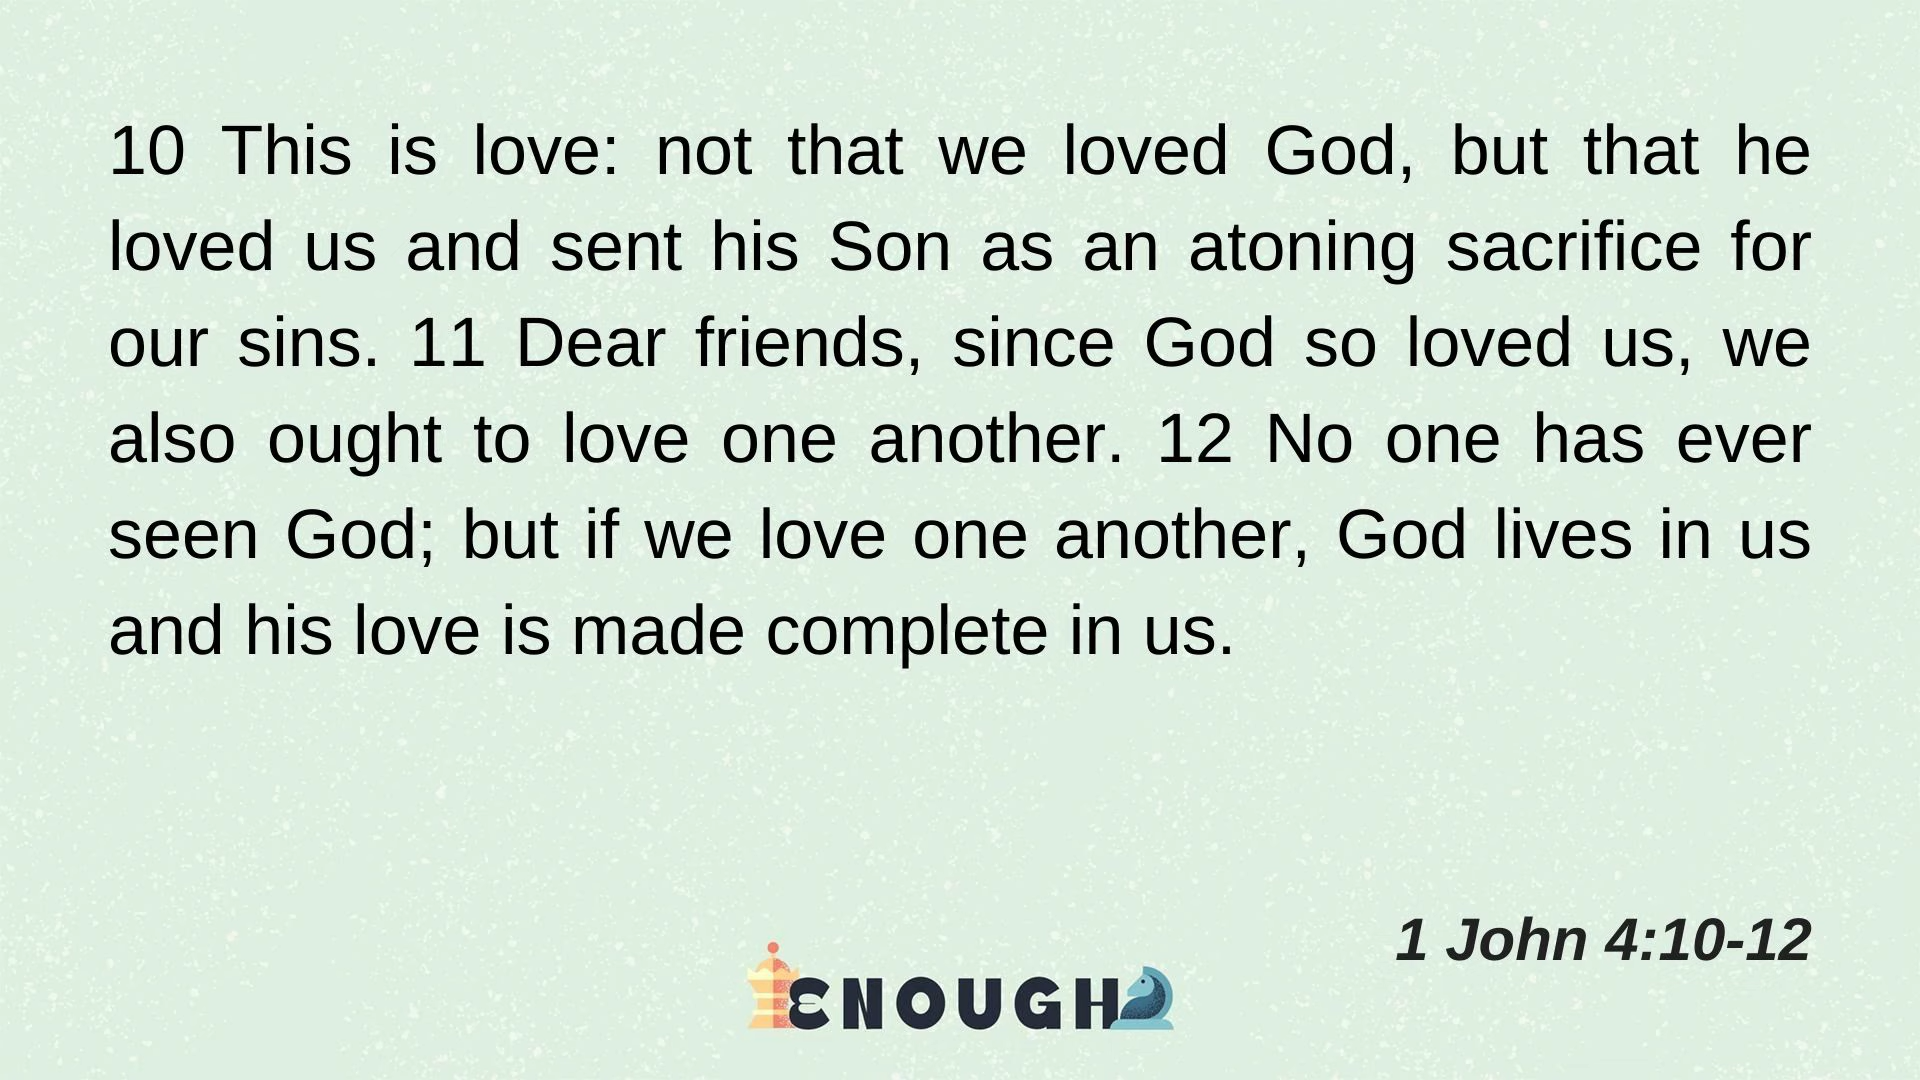 10 This is love: not that we loved God, but that he
loved us and sent his Son as an atoning sacrifice for
our sins. 11 Dear friends, since God so loved us, we
also ought to love one another. 12 No one has ever
seen God; but if we love one another, God lives in us
and his love is made complete in us.
1 John 4:10-12
ENOUGH